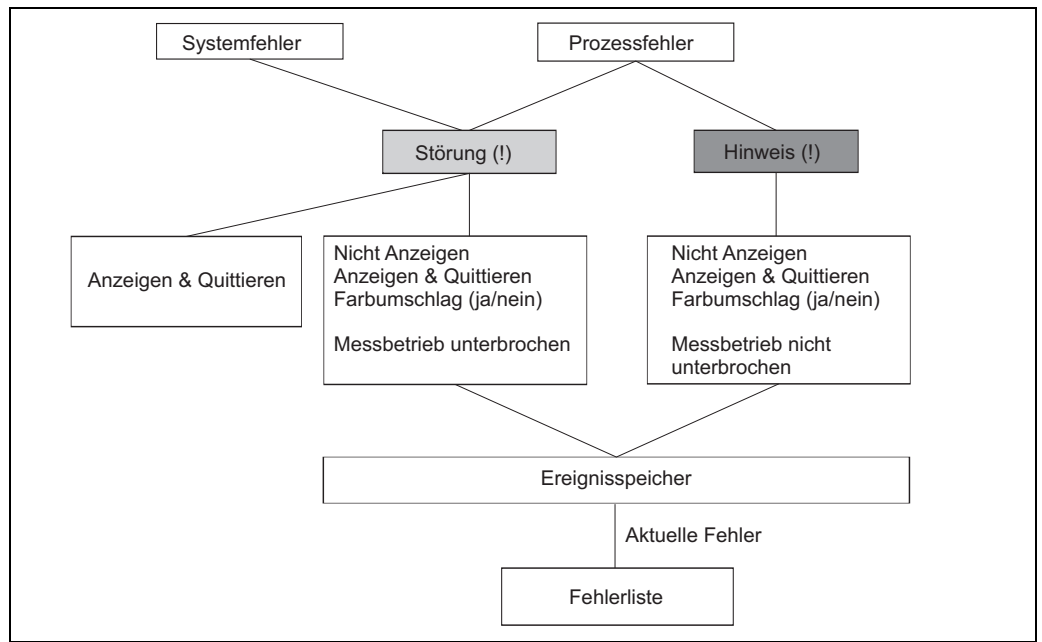 Systemfehler
Prozessfehler
Störung (!)
Hinweis (!)
Anzeigen & Quittieren
Nicht Anzeigen
Anzeigen & Quittieren
Farbumschlag (ja/nein)
Messbetrieb unterbrochen
Nicht Anzeigen
Anzeigen & Quittieren
Farbumschlag (ja/nein)
Messbetrieb nicht
unterbrochen
Ereignisspeicher
Aktuelle Fehler
Fehlerliste